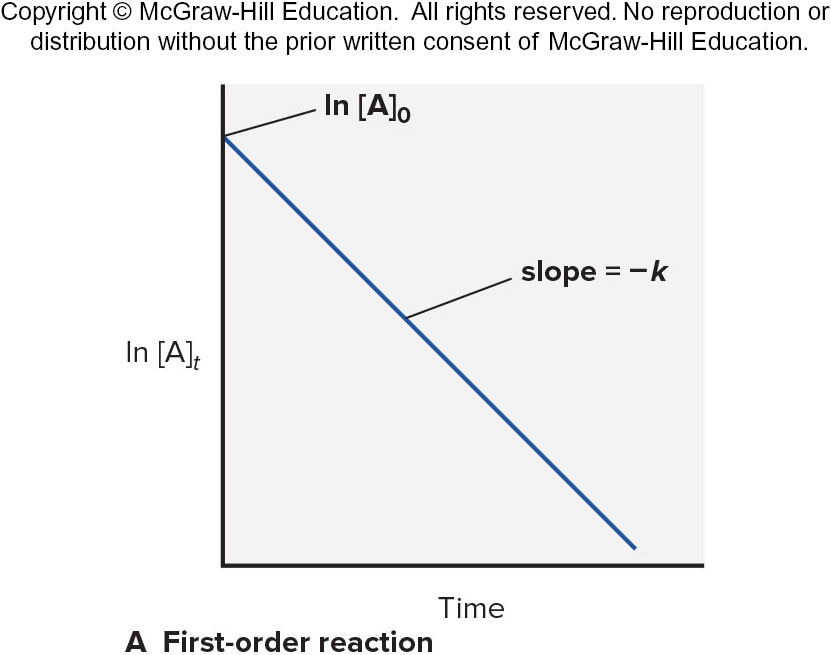 Copyright © McGraw-Hill Education.  All rights reserved. No reproduction or
distribution without the prior written consent of McGraw-Hill Education.
ln [A]₀
slope = −k
ln [A]ₜ
Time
A  First-order reaction